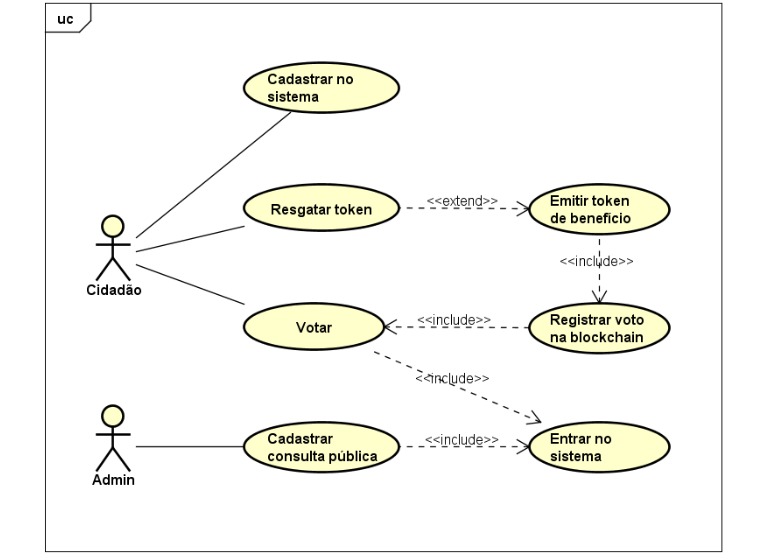 uc
Cadastrar no
sistema
Resgatar token
<<extend>>
Emitir token
de benefício
<<include>>
Cidadão
Votar
<<include>>
Registrar voto
na blockchain
<<include>>
Cadastrar
consulta pública
<<include>>
Entrar no
sistema
Admin